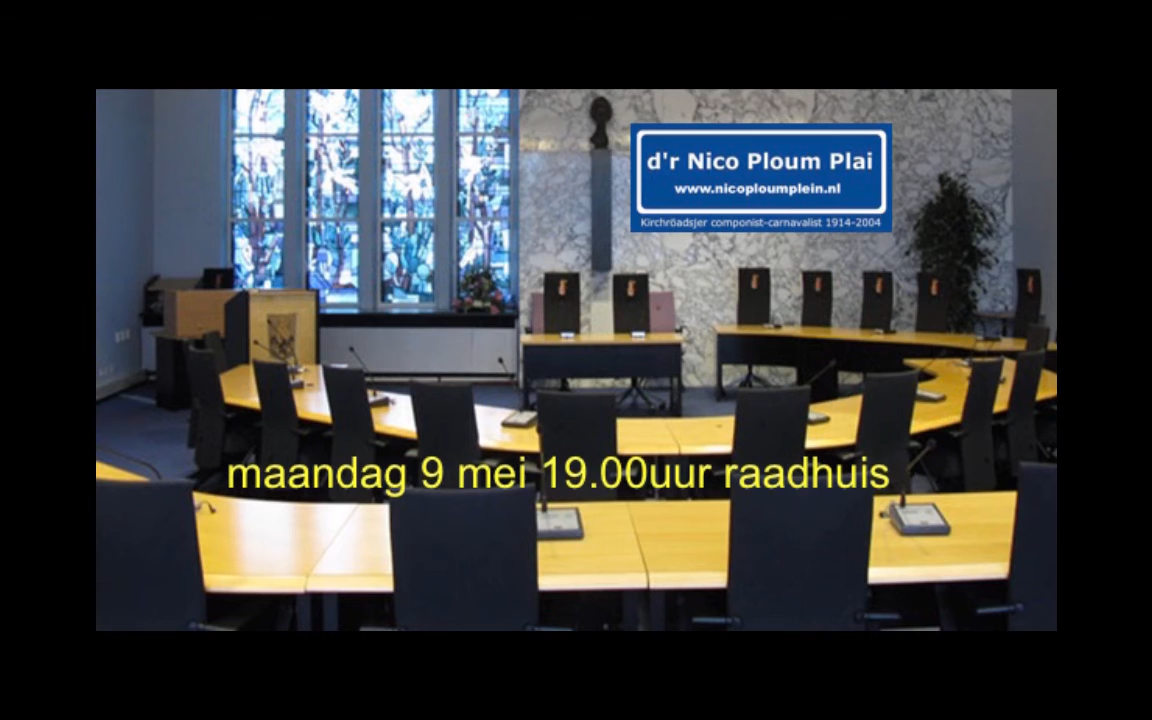 d'r Nico Ploum Plai
www.nicoploumplein.nl
Kirchröadsjer componist-carnavalist 1914-2004
maandag 9 mei 19.00uur raadhuis